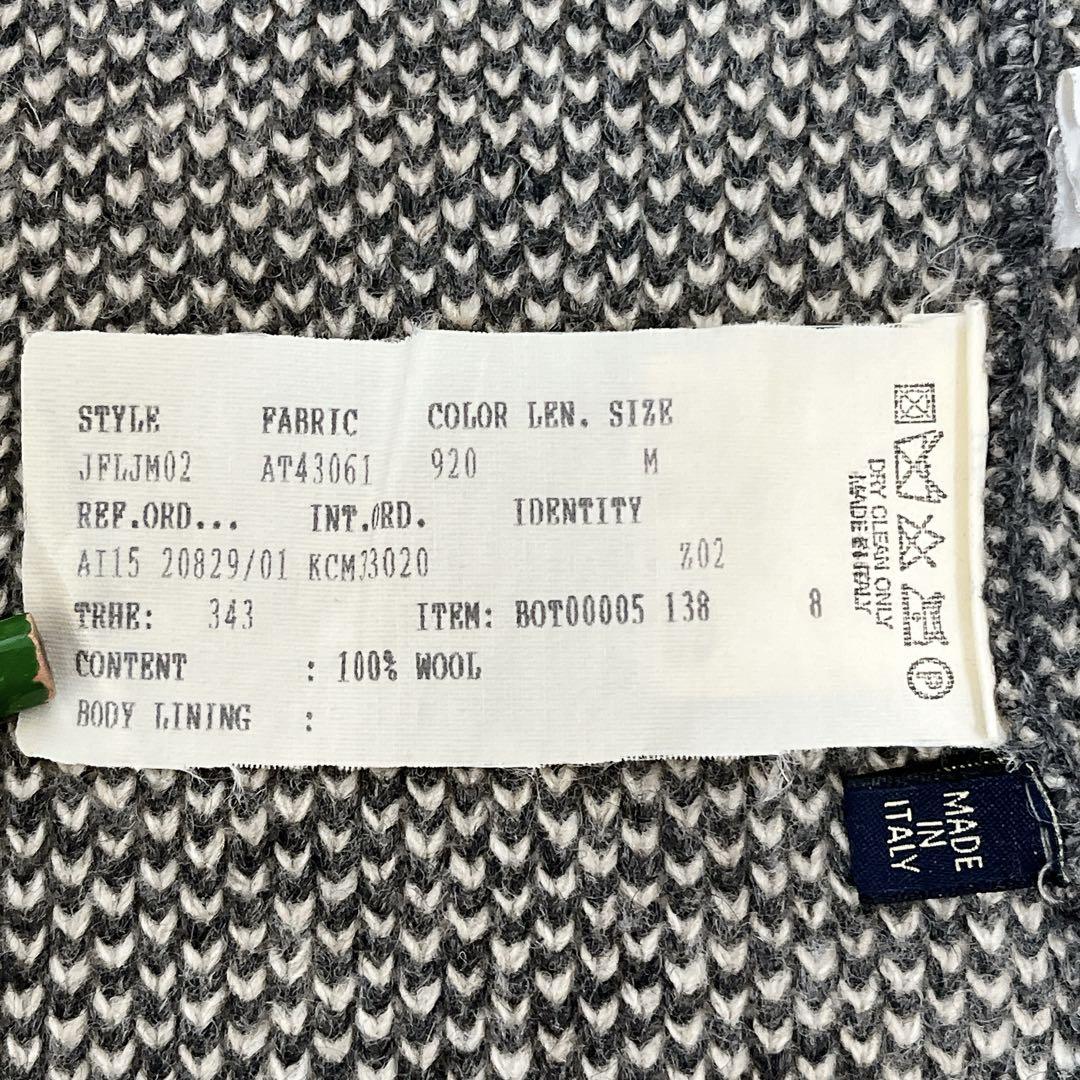 STYLE FABRIC COLOR LEN. SIZE
JFLJM02 AT43061 920 M
REF.ORD... INT.ORD. IDENTITY
AI15 20829/01 KCMJ3020 Z02
TRHE: 343 ITEM: BOT00005 138 8
CONTENT : 100% WOOL
BODY LINING :
DRY CLEAN ONLY
MADE IN ITALY
P
MADE
IN
ITALY